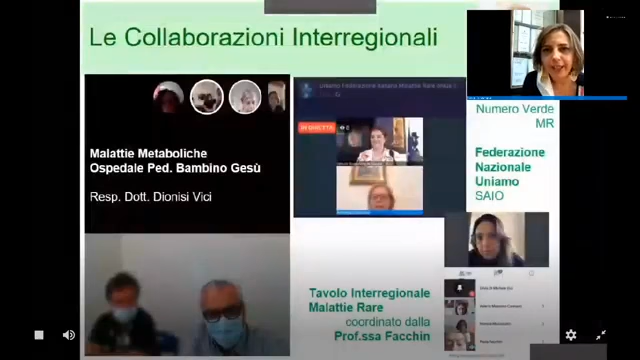 Le Collaborazioni Interregionali
Malattie Metaboliche
Ospedale Ped. Bambino Gesù
Resp. Dott. Dionisi Vici
IN DIRETTA
Numero Verde
MR
Federazione
Nazionale
Uniamo
SAIO
Tavolo Interregionale
Malattie Rare
coordinato dalla
Prof.ssa Facchin